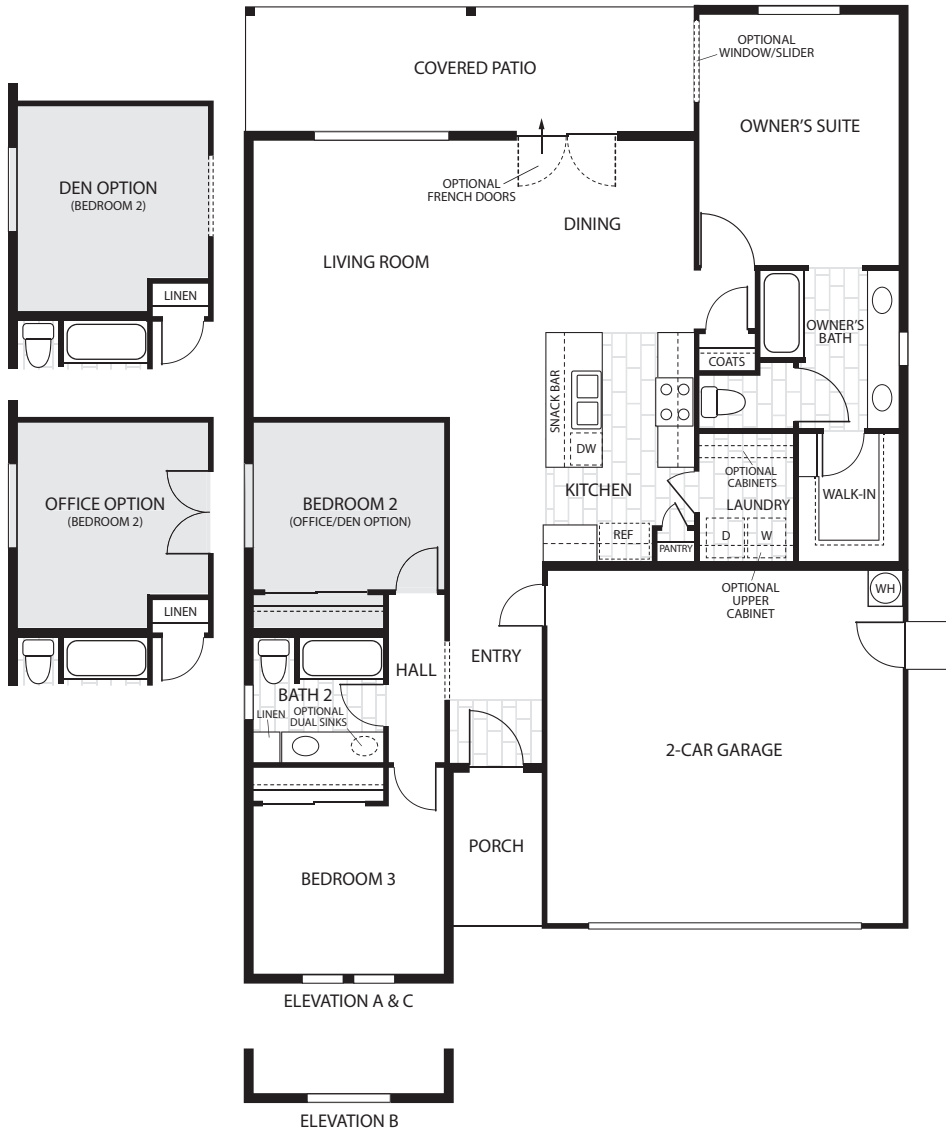 OPTIONAL
WINDOW/SLIDER
COVERED PATIO
OWNER'S SUITE
DEN OPTION
(BEDROOM 2)
OPTIONAL
FRENCH DOORS
DINING
LIVING ROOM
LINEN
OWNER'S
BATH
COATS
SNACK BAR
DW
OFFICE OPTION
(BEDROOM 2)
BEDROOM 2
(OFFICE/DEN OPTION)
KITCHEN
OPTIONAL
CABINETS
LAUNDRY
WALK-IN
REF
PANTRY
D
W
OPTIONAL
UPPER
CABINET
WH
LINEN
HALL
ENTRY
BATH 2
LINEN
OPTIONAL
DUAL SINKS
2-CAR GARAGE
PORCH
BEDROOM 3
ELEVATION A & C
ELEVATION B